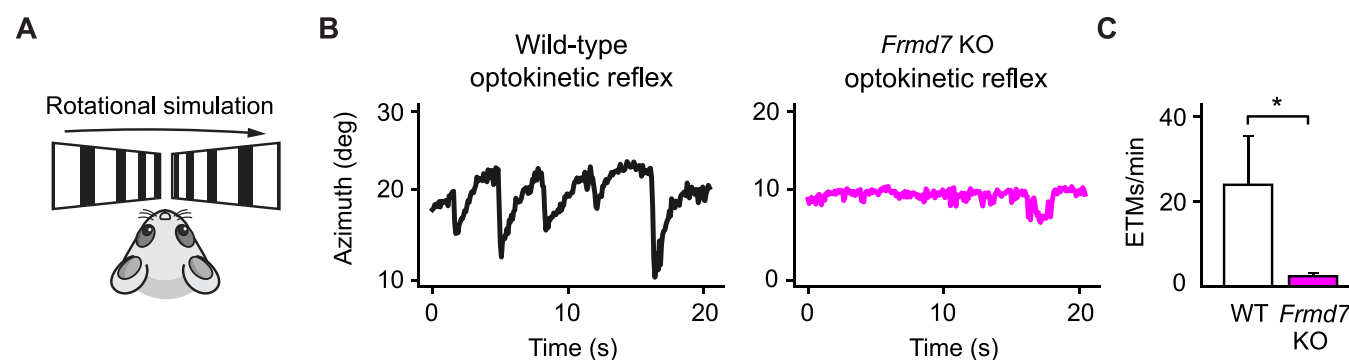 A
Rotational simulation
B
Wild-type
optokinetic reflex
Azimuth (deg)
30
20
10
0
10
20
Time (s)
Frmd7 KO
optokinetic reflex
20
10
0
0
10
20
Time (s)
C
*
ETMs/min
40
20
0
WT
Frmd7
KO